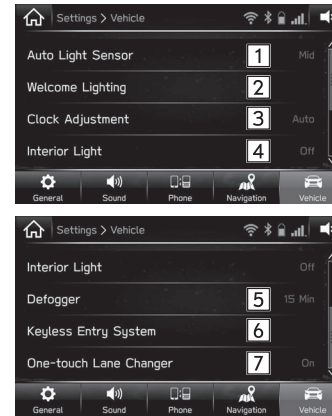 Settings > Vehicle
Auto Light Sensor 1 Mid
Welcome Lighting 2
Clock Adjustment 3 Auto
Interior Light 4 Off
General Sound Phone Navigation Vehicle
Settings > Vehicle
Interior Light Off
Defogger 5 15 Min
Keyless Entry System 6
One-touch Lane Changer 7 On
General Sound Phone Navigation Vehicle